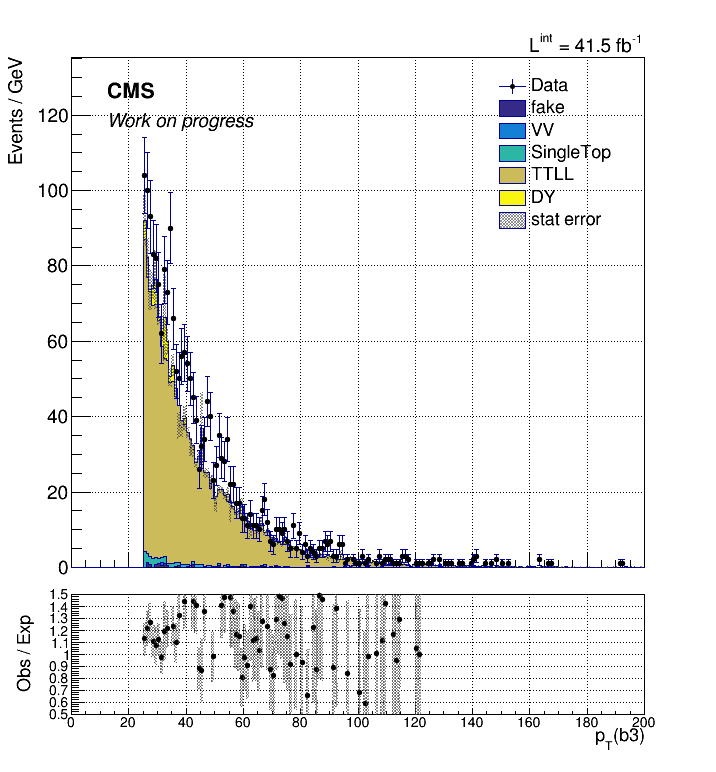 L^int = 41.5 fb^-1
Events / GeV
CMS
Work on progress
Data
fake
VV
SingleTop
TTLL
DY
stat error
120
100
80
60
40
20
0
Obs / Exp
1.5
1.4
1.3
1.2
1.1
1
0.9
0.8
0.7
0.6
0.5
0 20 40 60 80 100 120 140 160 180 200
p_T(b3)